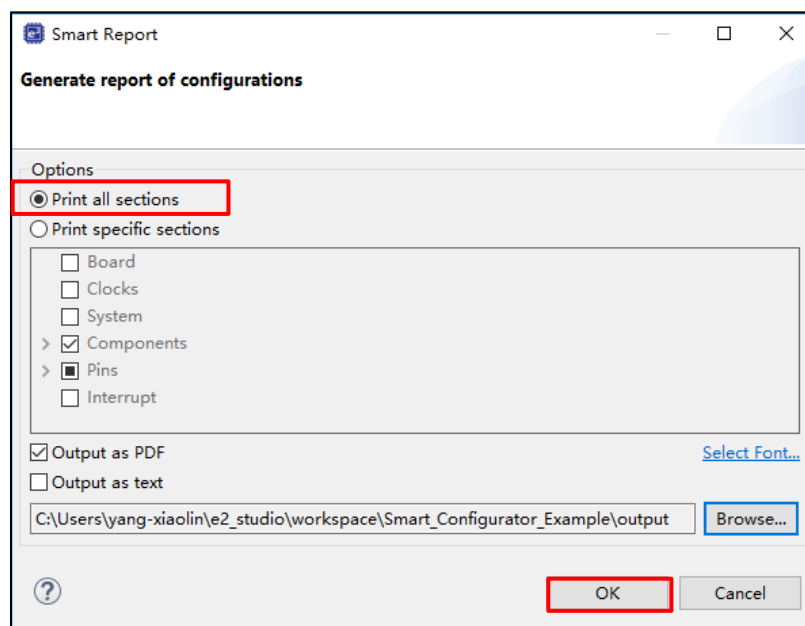 e² Smart Report
Generate report of configurations
Options
Print all sections
Print specific sections
Board
Clocks
System
Components
Pins
Interrupt
Output as PDF Select Font...
Output as text
C:\Users\yang-xiaolin\e2_studio\workspace\Smart_Configurator_Example\output Browse...
? OK Cancel